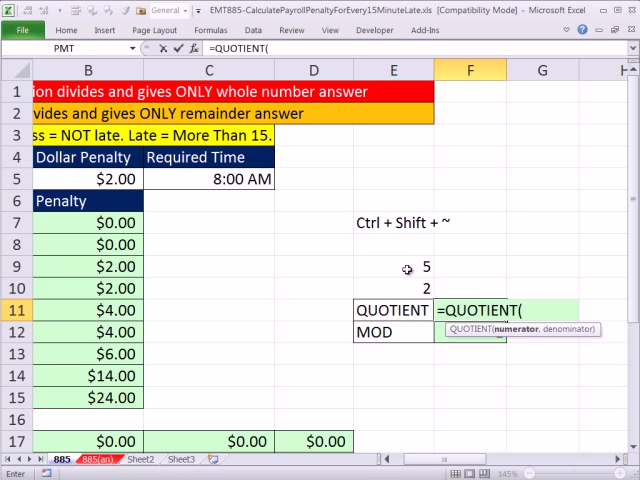 General
EMT885-CalculatePayrollPenaltyForEvery15MinuteLate.xls [Compatibility Mode] - Microsoft Excel
File Home Insert Page Layout Formulas Data Review View Developer Add-Ins
PMT =QUOTIENT(
B C D E F G H
1 ion divides and gives ONLY whole number answer
2 vides and gives ONLY remainder answer
3 ss = NOT late. Late = More Than 15.
4 Dollar Penalty Required Time
5 $2.00 8:00 AM
6 Penalty
7 $0.00 Ctrl + Shift + ~
8 $0.00
9 $2.00 5
10 $2.00 2
11 $4.00 QUOTIENT =QUOTIENT(
QUOTIENT(numerator, denominator)
12 $4.00 MOD
13 $6.00
14 $14.00
15 $24.00
16
17 $0.00 $0.00 $0.00
885 885(an) Sheet2 Sheet3
Enter 145%